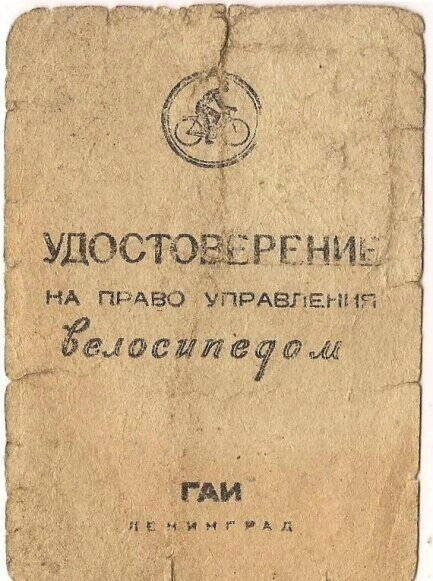 УДОСТОВЕРЕНИЕ
НА ПРАВО УПРАВЛЕНИЯ
велосипедом
ГАИ
ЛЕНИНГРАД